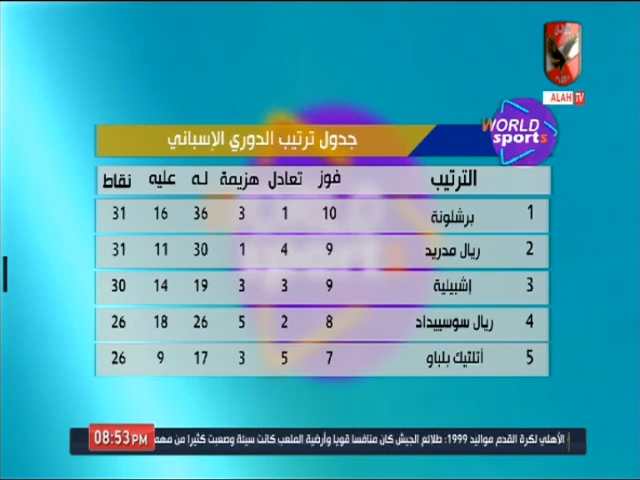 ALAH TV
WORLD
sports
جدول ترتيب الدوري الإسباني
الترتيب فوز تعادل هزيمة له عليه نقاط
1 برشلونة 10 1 3 36 16 31
2 ريال مدريد 9 4 1 30 11 31
3 إشبيلية 9 3 3 19 14 30
4 ريال سوسييداد 8 2 5 26 18 26
5 أتلتيك بلباو 7 5 3 17 9 26
الأهلي لكرة القدم مواليد 1999: طلائع الجيش كان منافسا قويا وأرضية الملعب كانت سيئة وصعبت كثيرا من مهم
08:53 PM